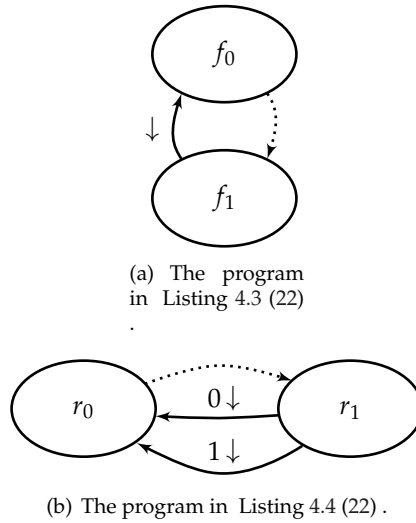 f₀
↓
f₁
(a) The program
in Listing 4.3 (22)
.
r₀
0 ↓
r₁
1 ↓
(b) The program in Listing 4.4 (22) .